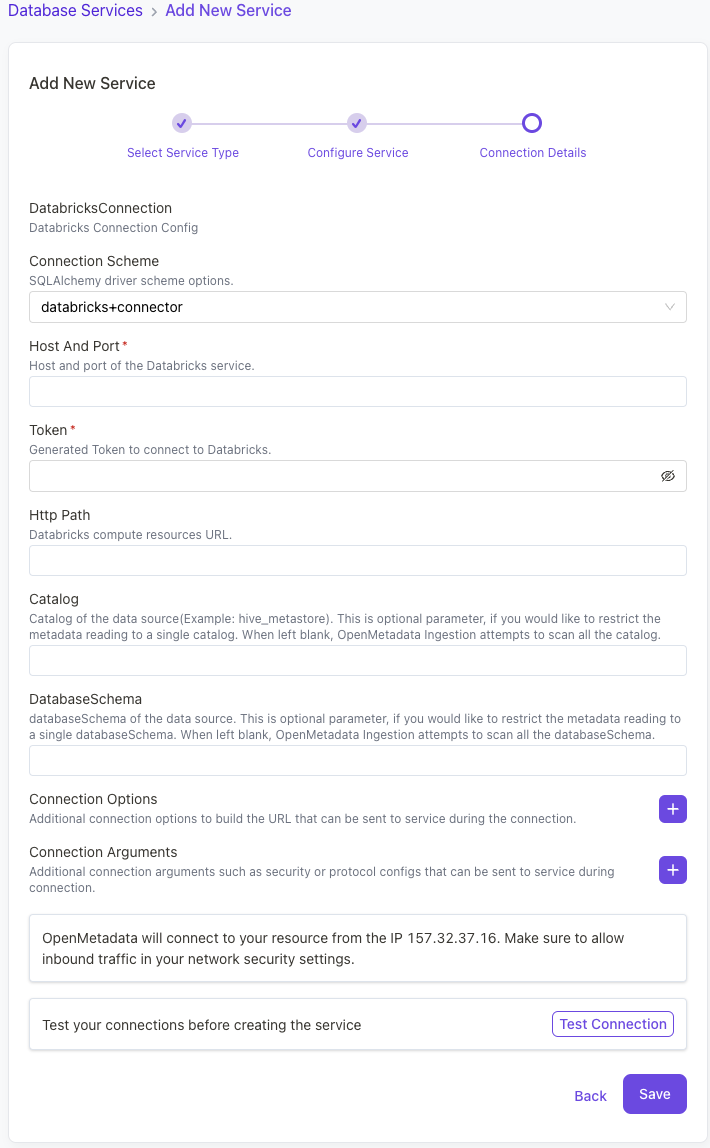 Database Services > Add New Service
Add New Service
Select Service Type
Configure Service
Connection Details
DatabricksConnection
Databricks Connection Config
Connection Scheme
SQLAlchemy driver scheme options.
databricks+connector
Host And Port*
Host and port of the Databricks service.
Token*
Generated Token to connect to Databricks.
Http Path
Databricks compute resources URL.
Catalog
Catalog of the data source(Example: hive_metastore). This is optional parameter, if you would like to restrict the
metadata reading to a single catalog. When left blank, OpenMetadata Ingestion attempts to scan all the catalog.
DatabaseSchema
databaseSchema of the data source. This is optional parameter, if you would like to restrict the metadata reading to
a single databaseSchema. When left blank, OpenMetadata Ingestion attempts to scan all the databaseSchema.
Connection Options
Additional connection options to build the URL that can be sent to service during the connection.
Connection Arguments
Additional connection arguments such as security or protocol configs that can be sent to service during
connection.
OpenMetadata will connect to your resource from the IP 157.32.37.16. Make sure to allow
inbound traffic in your network security settings.
Test your connections before creating the service
Test Connection
Back
Save